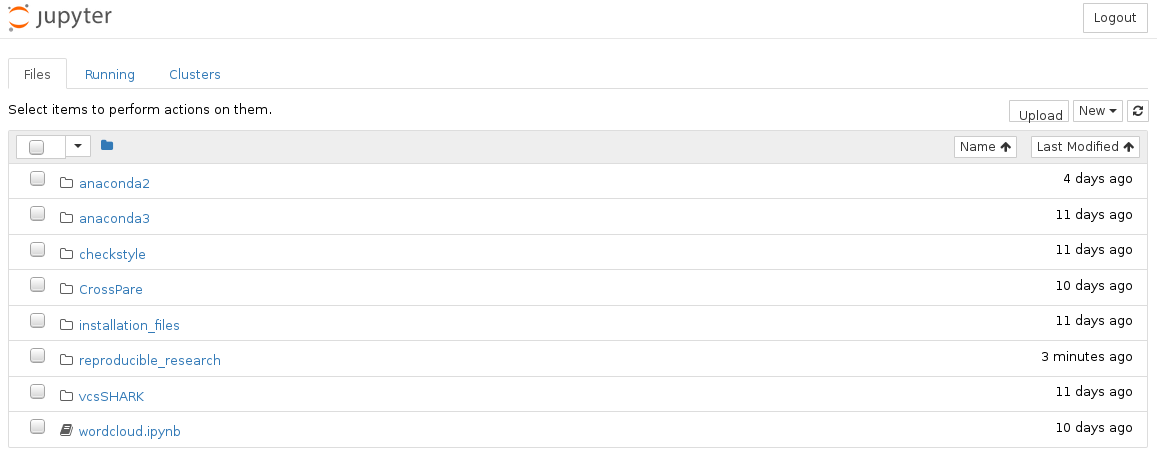 jupyter Logout
Files Running Clusters
Select items to perform actions on them. Upload New
Name Last Modified
anaconda2 4 days ago
anaconda3 11 days ago
checkstyle 11 days ago
CrossPare 10 days ago
installation_files 11 days ago
reproducible_research 3 minutes ago
vcsSHARK 11 days ago
wordcloud.ipynb 10 days ago